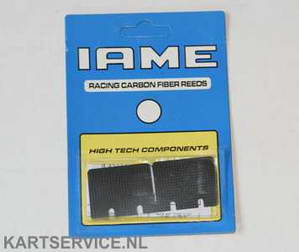 IAME
RACING CARBON FIBER REEDS
HIGH TECH COMPONENTS
KARTSERVICE.NL